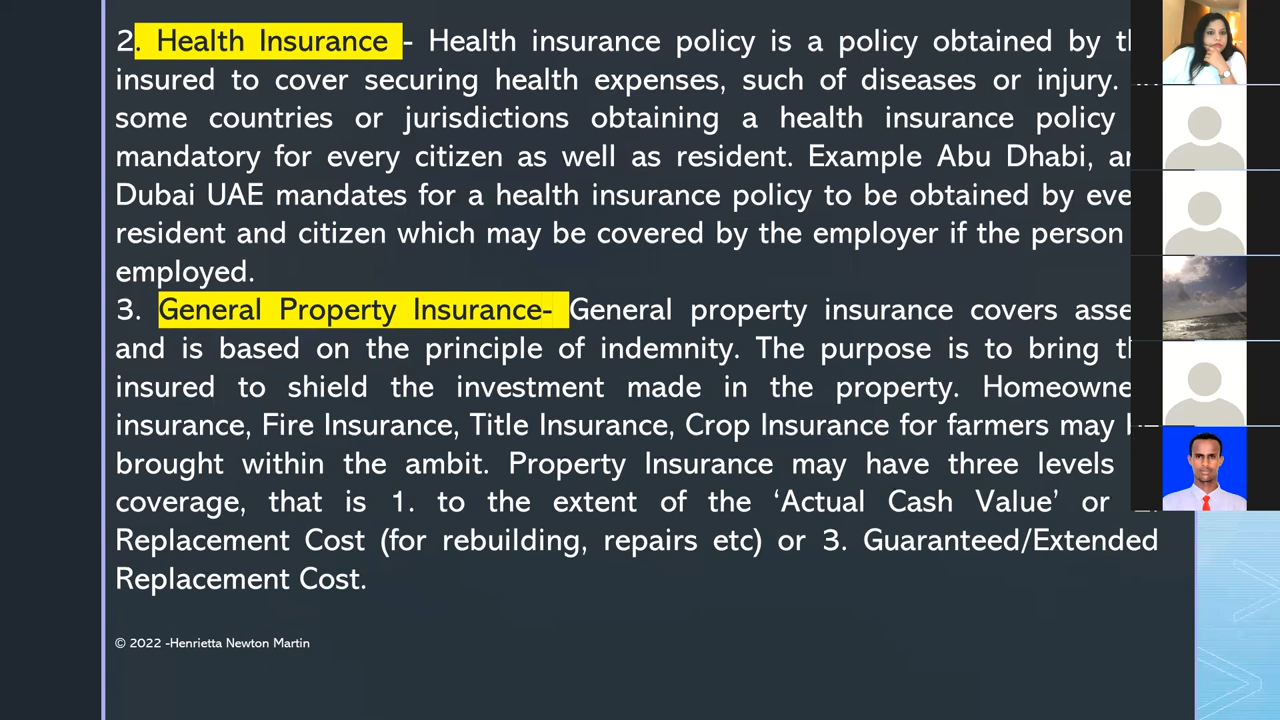 2. Health Insurance - Health insurance policy is a policy obtained by
insured to cover securing health expenses, such of diseases or injury.
some countries or jurisdictions obtaining a health insurance policy
mandatory for every citizen as well as resident. Example Abu Dhabi,
Dubai UAE mandates for a health insurance policy to be obtained by
resident and citizen which may be covered by the employer if the person
employed.
3. General Property Insurance- General property insurance covers
and is based on the principle of indemnity. The purpose is to bring
insured to shield the investment made in the property.
insurance, Fire Insurance, Title Insurance, Crop Insurance for farmers may
brought within the ambit. Property Insurance may have three levels
coverage, that is 1. to the extent of the ‘Actual Cash Value’ or
Replacement Cost (for rebuilding, repairs etc) or 3. Guaranteed/Extended
Replacement Cost.
© 2022 -Henrietta Newton Martin